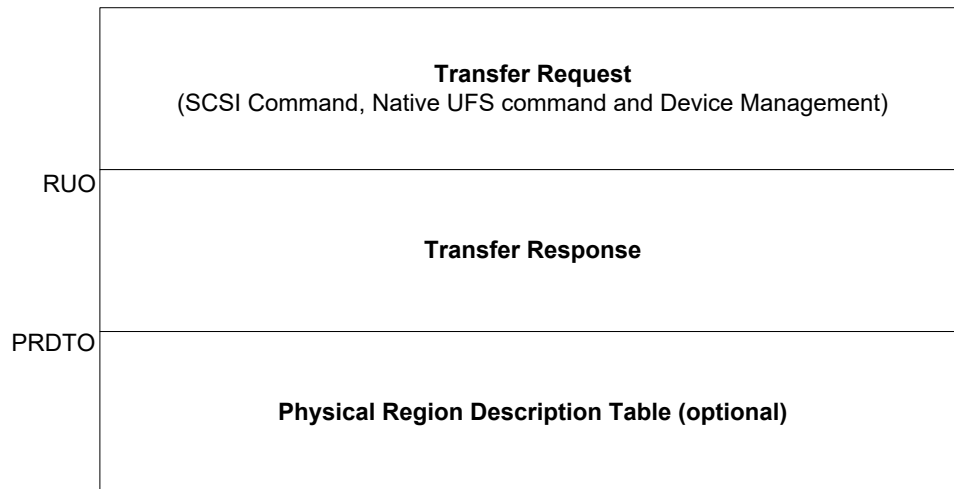 Transfer Request
(SCSI Command, Native UFS command and Device Management)
RUO
Transfer Response
PRDTO
Physical Region Description Table (optional)